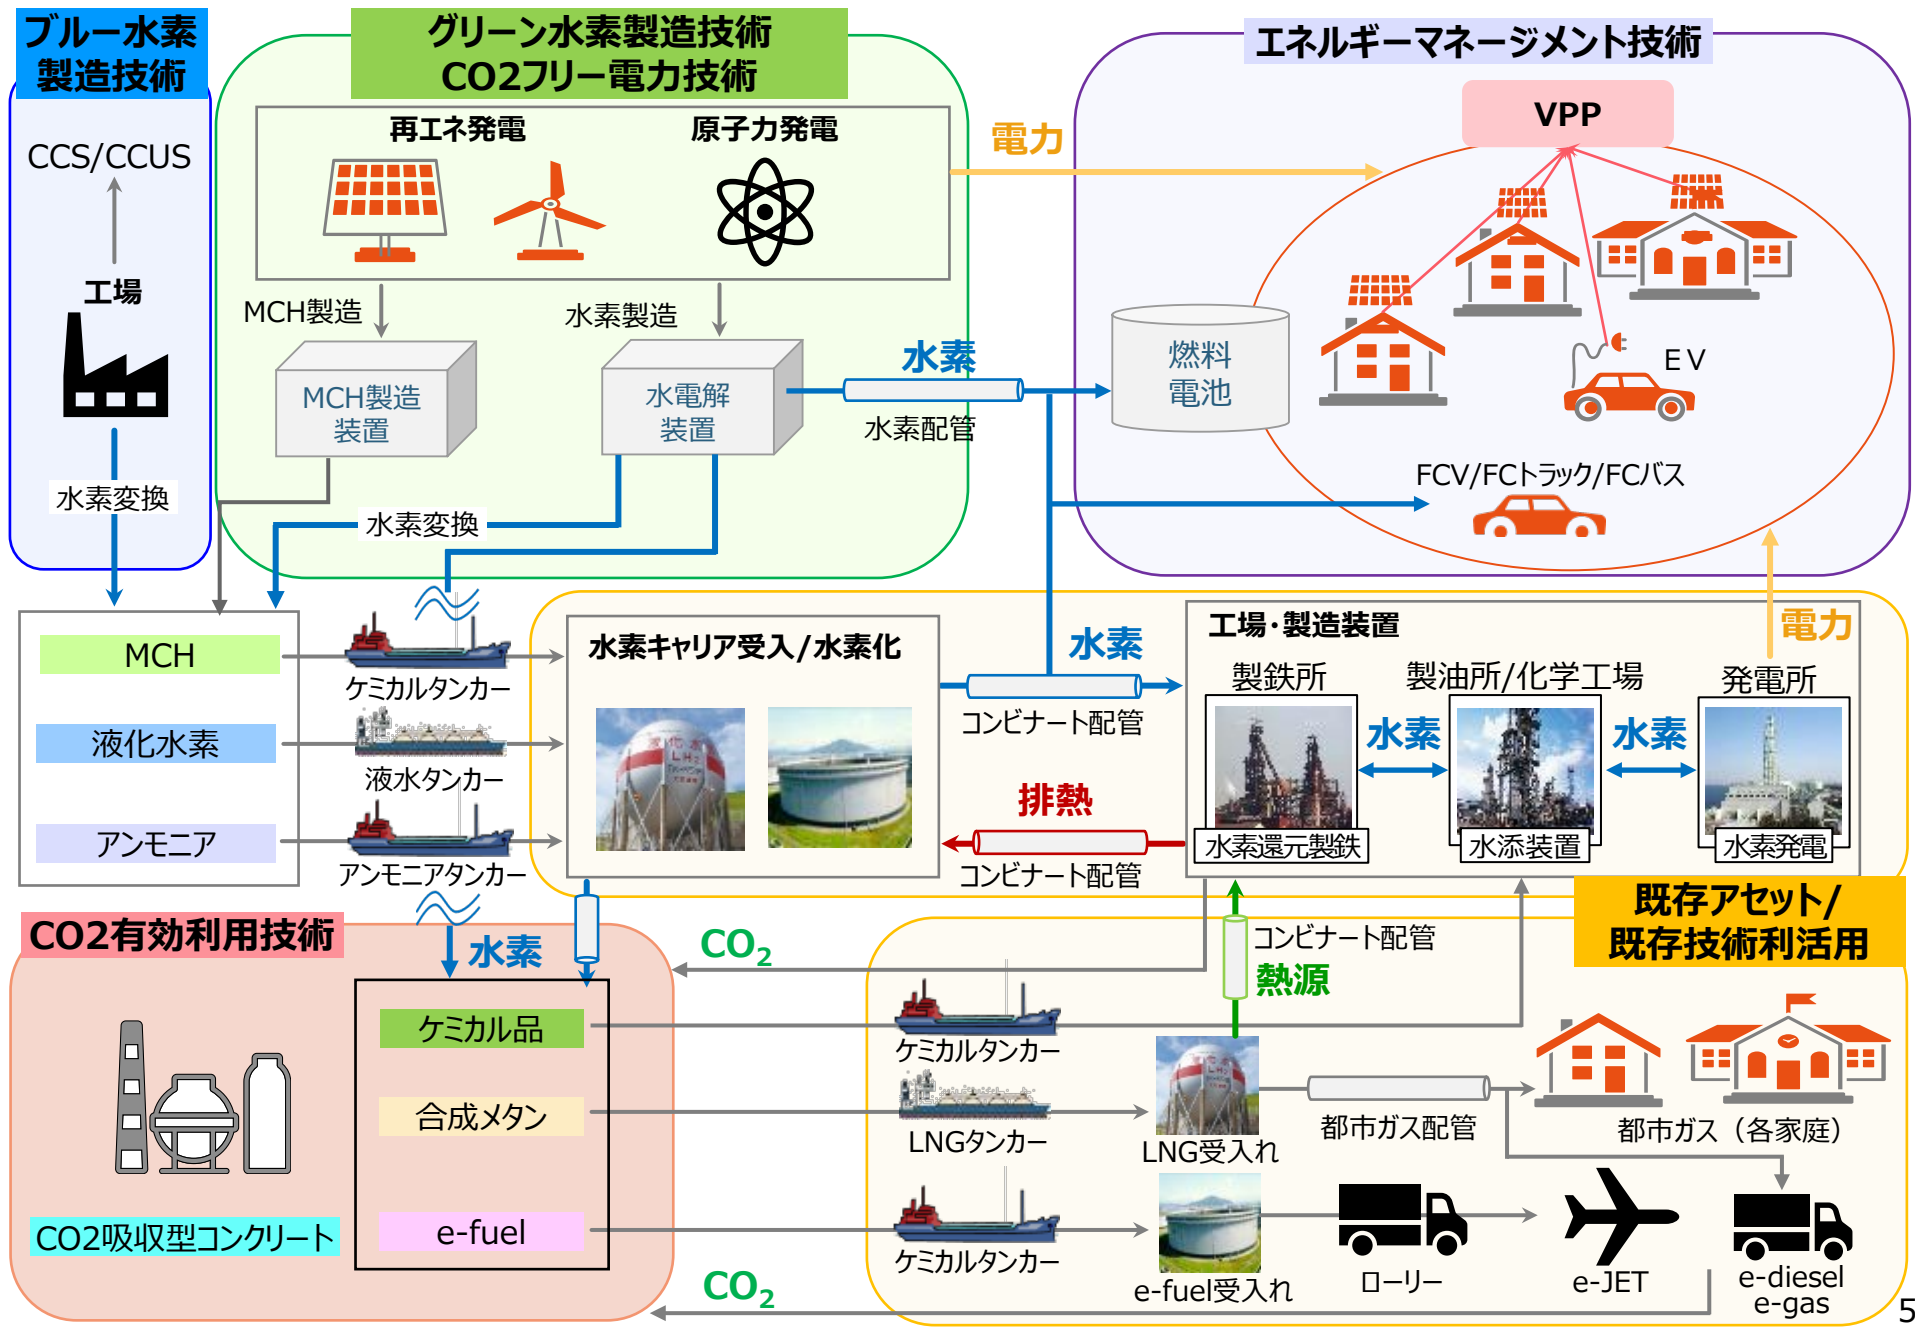 ブルー水素
製造技術
グリーン水素製造技術
CO2フリー電力技術
エネルギーマネージメント技術
CCS/CCUS
工場
水素変換
再エネ発電
原子力発電
電力
VPP
MCH製造
水素製造
MCH製造
装置
水電解
装置
水素
水素配管
燃料
電池
EV
FCV/FCトラック/FCバス
水素変換
MCH
液化水素
アンモニア
ケミカルタンカー
液水タンカー
アンモニアタンカー
水素キャリア受入/水素化
水素
コンビナート配管
排熱
コンビナート配管
工場・製造装置
電力
製鉄所
製油所/化学工場
発電所
水素
水素
水素還元製鉄
水添装置
水素発電
既存アセット/
既存技術利活用
CO2有効利用技術
水素
CO2
コンビナート配管
熱源
ケミカル品
合成メタン
e-fuel
CO2吸収型コンクリート
ケミカルタンカー
LNGタンカー
LNG受入れ
都市ガス配管
都市ガス（各家庭）
ケミカルタンカー
e-fuel受入れ
ローリー
e-JET
e-diesel
e-gas
CO2
5